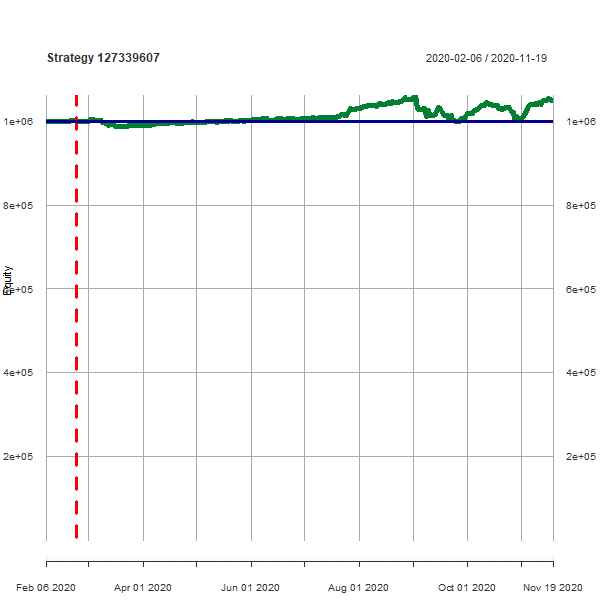 Strategy 127339607
2020-02-06 / 2020-11-19
1e+06
1e+06
8e+05
8e+05
Equity
6e+05
6e+05
4e+05
4e+05
2e+05
2e+05
Feb 06 2020
Apr 01 2020
Jun 01 2020
Aug 01 2020
Oct 01 2020
Nov 19 2020